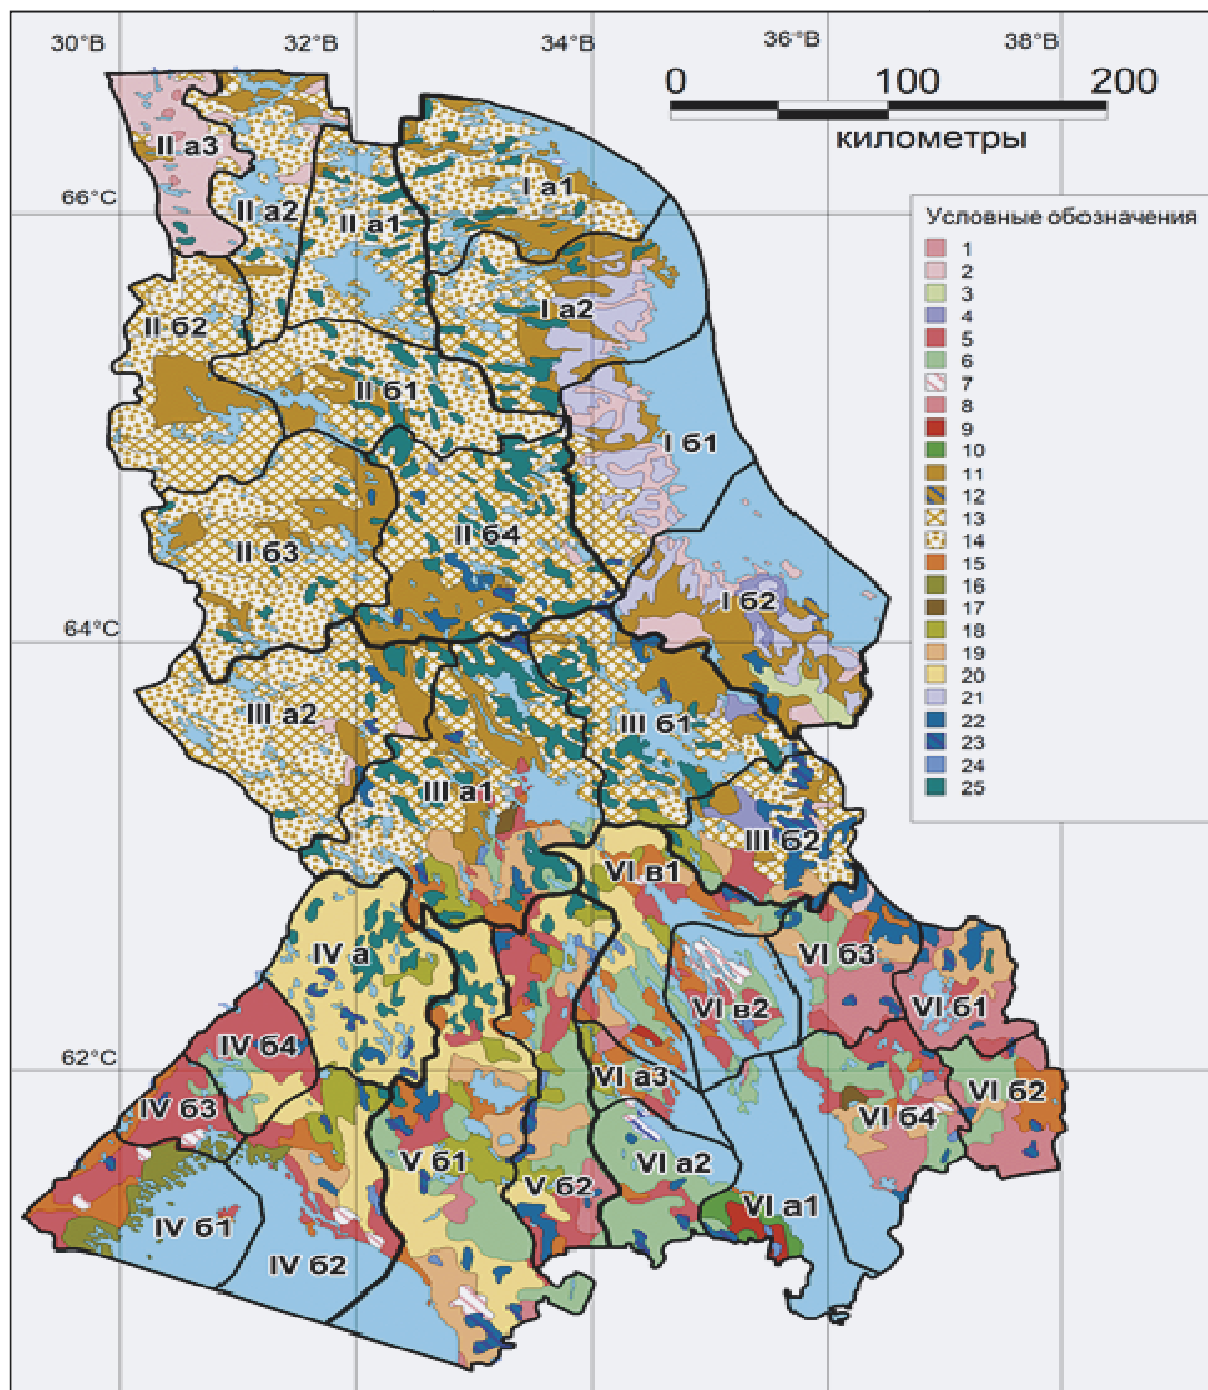 30°В 32°В 34°В 36°В 38°В
0 100 200
километры
66°С
64°С
62°С
Условные обозначения
1
2
3
4
5
6
7
8
9
10
11
12
13
14
15
16
17
18
19
20
21
22
23
24
25
II а3
I а1
II а2
II а1
I а2
II б2
II б1
I б1
II б4
II б3
I б2
III а2
III б1
III а1
III б2
VI в1
IV а
VI б3
VI в2
VI б1
IV б4
VI а3
VI б2
IV б3
VI б4
V б1
VI а2
V б2
VI а1
IV б1
IV б2